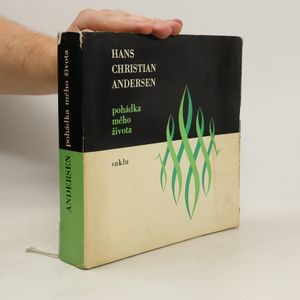 HANS
CHRISTIAN
ANDERSEN
pohádka
mého
života
snklu
ANDERSEN pohádka mého života